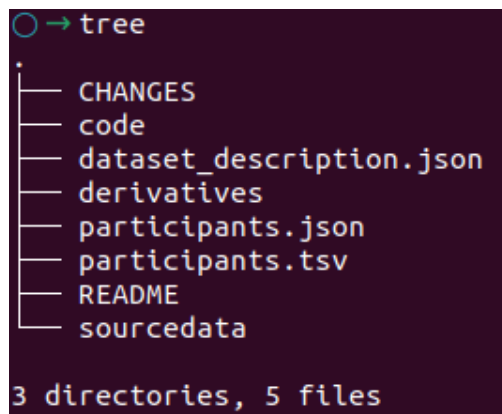 → tree
.
├── CHANGES
├── code
├── dataset_description.json
├── derivatives
├── participants.json
├── participants.tsv
├── README
└── sourcedata
3 directories, 5 files